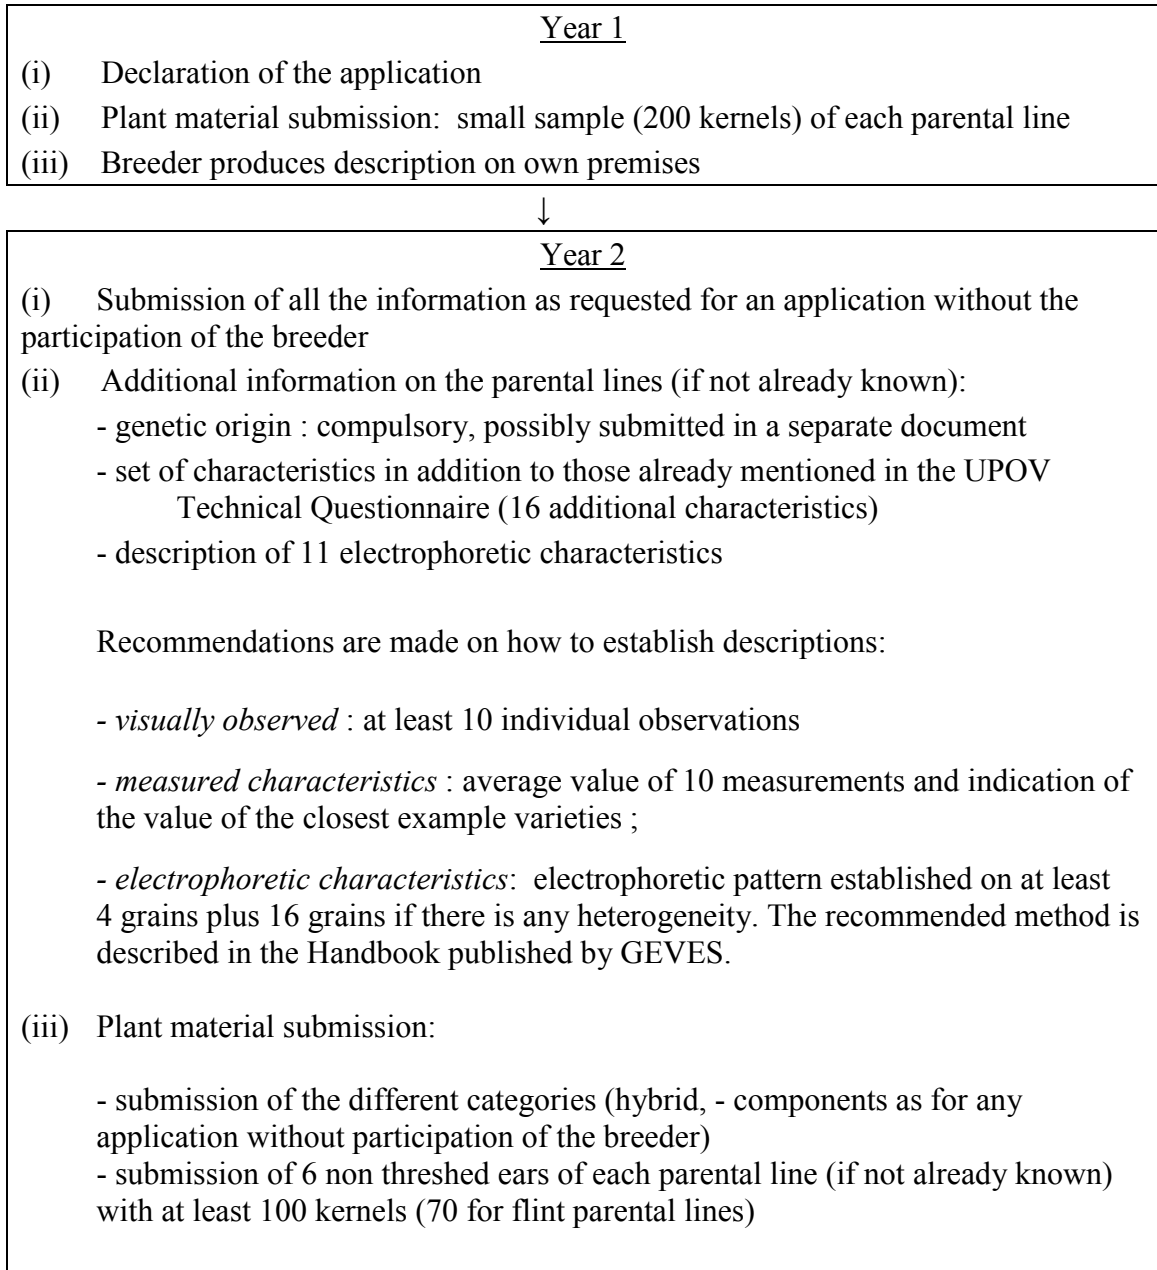 Year 1
(i) Declaration of the application
(ii) Plant material submission: small sample (200 kernels) of each parental line
(iii) Breeder produces description on own premises
↓
Year 2
(i) Submission of all the information as requested for an application without the
participation of the breeder
(ii) Additional information on the parental lines (if not already known):
- genetic origin : compulsory, possibly submitted in a separate document
- set of characteristics in addition to those already mentioned in the UPOV
Technical Questionnaire (16 additional characteristics)
- description of 11 electrophoretic characteristics
Recommendations are made on how to establish descriptions:
- visually observed : at least 10 individual observations
- measured characteristics : average value of 10 measurements and indication of
the value of the closest example varieties ;
- electrophoretic characteristics: electrophoretic pattern established on at least
4 grains plus 16 grains if there is any heterogeneity. The recommended method is
described in the Handbook published by GEVES.
(iii) Plant material submission:
- submission of the different categories (hybrid, - components as for any
application without participation of the breeder)
- submission of 6 non threshed ears of each parental line (if not already known)
with at least 100 kernels (70 for flint parental lines)